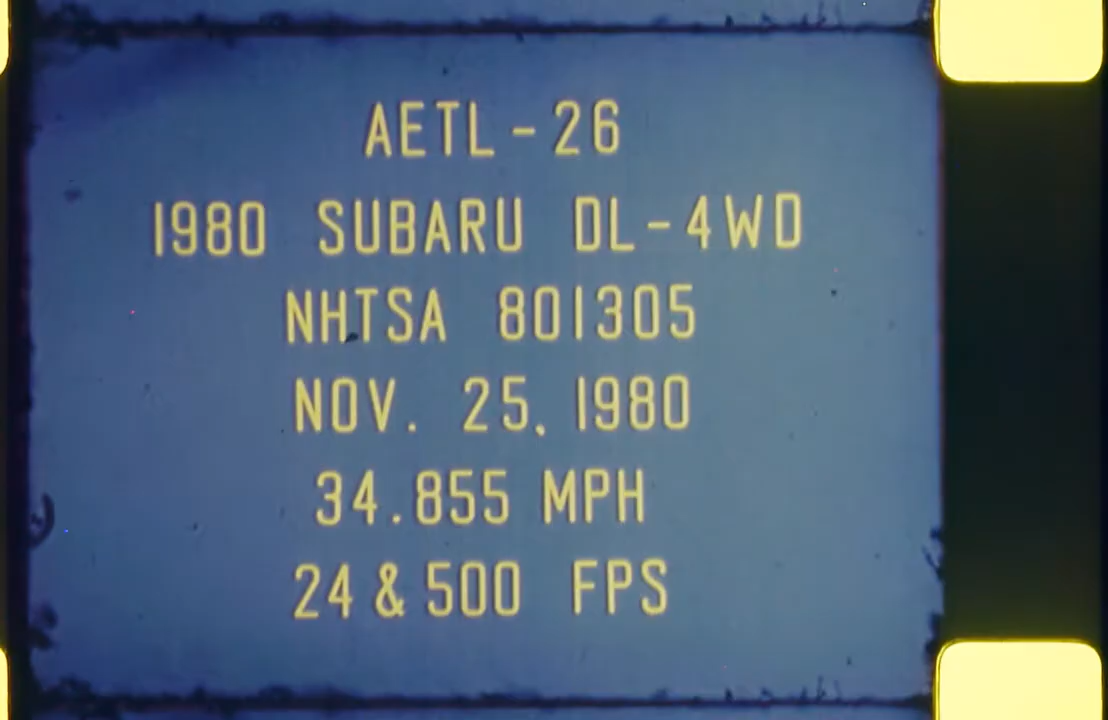 AETL-26
1980 SUBARU DL-4WD
NHTSA 801305
NOV. 25, 1980
34.855 MPH
24 & 500 FPS